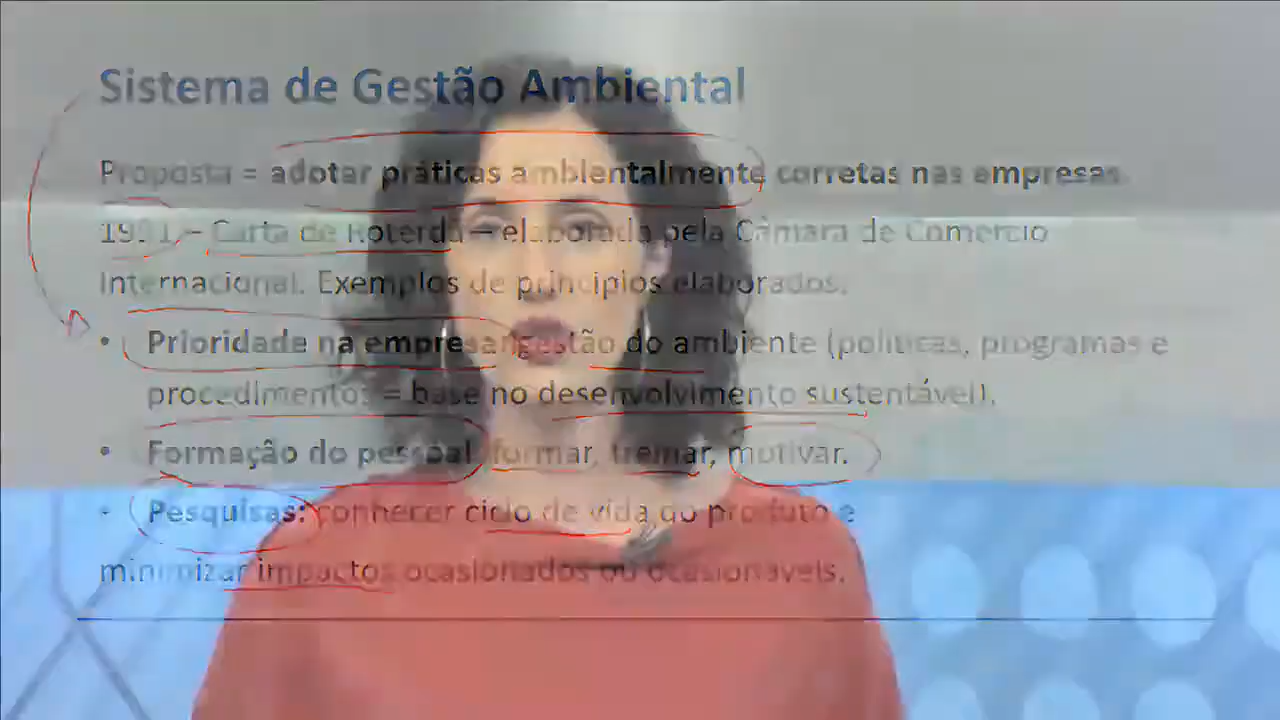 Sistema de Gestão Ambiental
Proposta = adotar práticas ambientalmente corretas nas empresas.
1991 – Carta de Roterdã – elaborada pela Câmara de Comércio
Internacional. Exemplos de princípios elaborados:
• Prioridade na empresa: gestão do ambiente (políticas, programas e
procedimentos = base no desenvolvimento sustentável).
• Formação do pessoal: formar, treinar, motivar.
• Pesquisas: conhecer ciclo de vida do produto e
minimizar impactos ocasionados ou ocasionáveis.